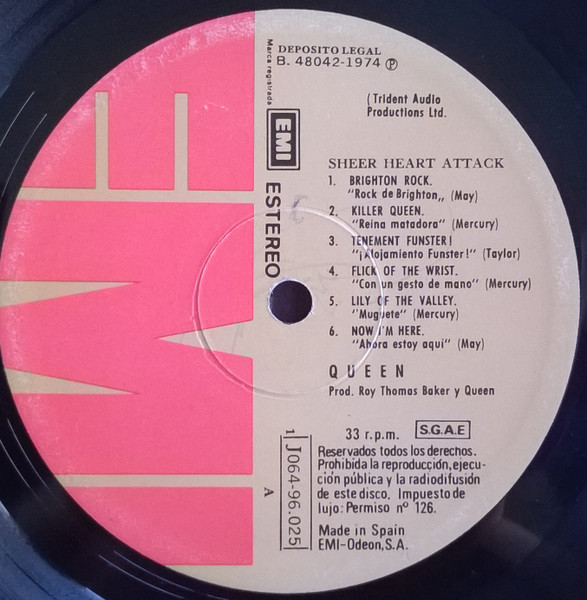 DEPOSITO LEGAL
B. 48042-1974 Ⓟ
Marca registrada
EMI
ESTEREO
(Trident Audio
Productions Ltd.
SHEER HEART ATTACK
1. BRIGHTON ROCK.
"Rock de Brighton,, (May)
2. KILLER QUEEN.
"Reina matadora" (Mercury)
3. TENEMENT FUNSTER!
"¡Alojamiento Funster!" (Taylor)
4. FLICK OF THE WRIST.
"Con un gesto de mano" (Mercury)
5. LILY OF THE VALLEY.
"Muguete" (Mercury)
6. NOW I'M HERE.
"Ahora estoy aqui" (May)
QUEEN
Prod. Roy Thomas Baker y Queen
33 r.p.m. S.G.A.E
1J064-96.025
A
Reservados todos los derechos.
Prohibida la reproducción, ejecu-
ción pública y la radiodifusión
de este disco. Impuesto de
lujo: Permiso nº 126.
Made in Spain
EMI-Odeon, S.A.
EMI